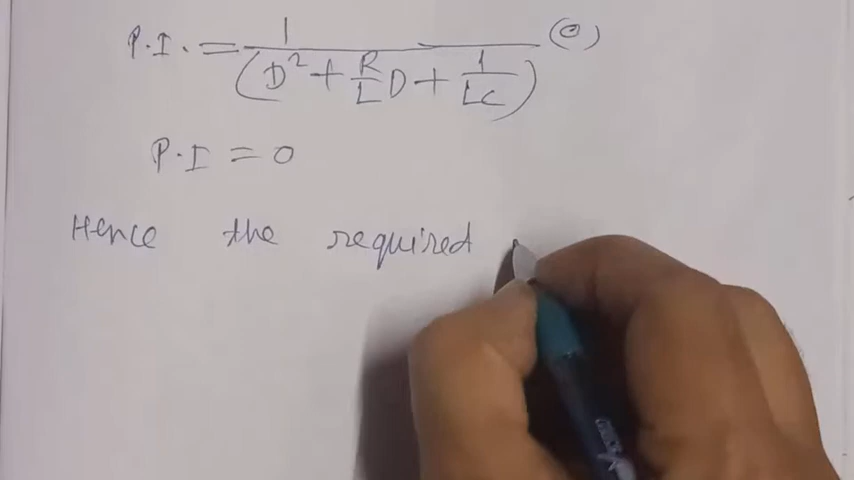 P.I. = 1/(D² + R/L D + 1/LC) (0)
P.I = 0
Hence the required